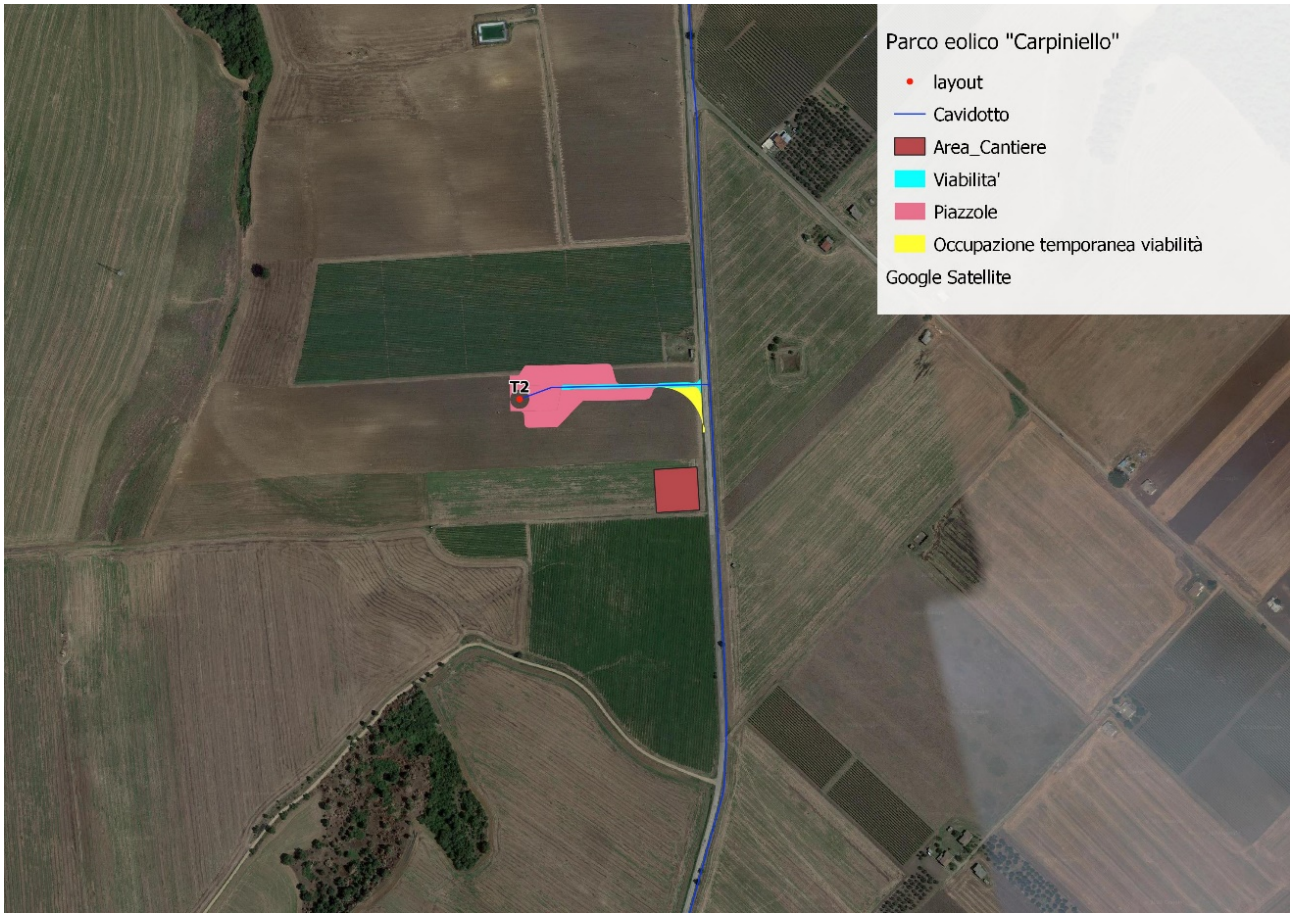 Parco eolico "Carpiniello"
layout
Cavidotto
Area_Cantiere
Viabilita'
Piazzole
Occupazione temporanea viabilità
Google Satellite
T2